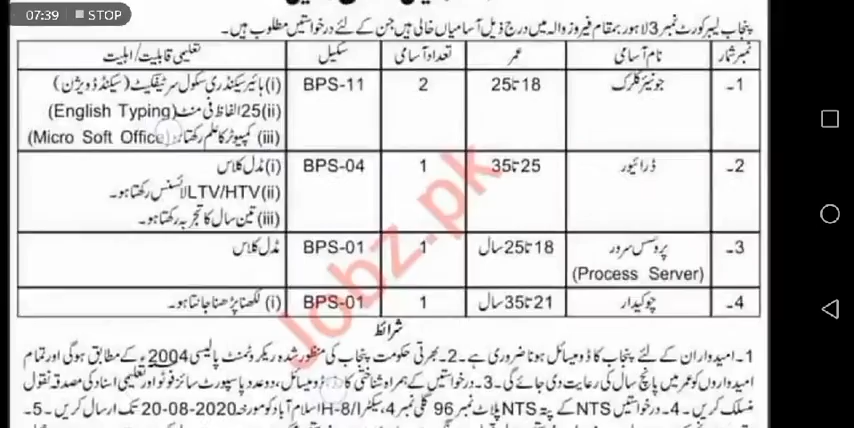 07:39 STOP
پنجاب لیبر کورٹ نمبر 3 لاہور بمقام فیروز والہ میں درج ذیل آسامیاں خالی ہیں جن کے لئے درخواستیں مطلوب ہیں۔
نمبر شمار نام آسامی عمر تعداد آسامی سکیل تعلیمی قابلیت/اہلیت
1۔ جونیئر کلرک 18 تا 25 2 BPS-11 (i) ہائیر سیکنڈری سکول سرٹیفکیٹ (سیکنڈ ڈویژن)
(ii) 25 الفاظ فی منٹ (English Typing)
(iii) کمپیوٹر کا علم رکھتا ہو (Micro Soft Office)
2۔ ڈرائیور 25 تا 35 1 BPS-04 (i) مڈل کلاس
(ii) LTV/HTV لائسنس رکھتا ہو۔
(iii) تین سال کا تجربہ رکھتا ہو۔
3۔ پروسس سرور 18 تا 25 سال 1 BPS-01 مڈل کلاس
(Process Server)
4۔ چوکیدار 21 تا 35 سال 1 BPS-01 (i) لکھنا پڑھنا جانتا ہو۔
شرائط
1۔ امیدواران کے لئے پنجاب کا ڈومیسائل ہونا ضروری ہے۔ 2۔ بھرتی حکومت پنجاب کی منظور شدہ ریکروٹمنٹ پالیسی 2004ء کے مطابق ہوگی اور تمام
امیدواروں کو عمر میں پانچ سال کی رعایت دی جائے گی۔ 3۔ درخواستیں کے ہمراہ شناختی کارڈ، ڈومیسائل، دو عدد پاسپورٹ سائز فوٹو اور تعلیمی اسناد کی مصدقہ نقول
منسلک کریں۔ 4۔ درخواستیں NTS کے پتہ NTS پلاٹ نمبر 96 گلی نمبر 4، سیکٹر H-8/1 اسلام آباد کو مورخہ 20-08-2020 تک ارسال کریں۔ 5۔
Jobz.pk